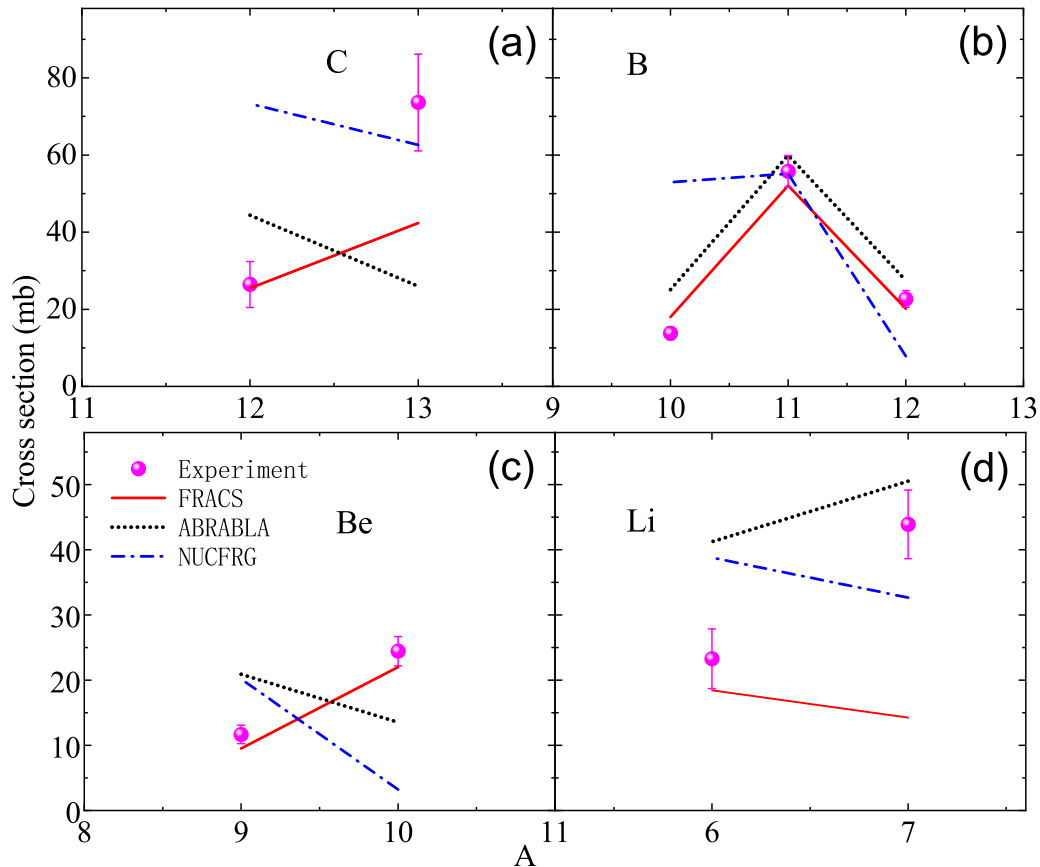 (a)
C
(b)
B
80
60
40
20
0
11
12
13
9
10
11
12
13
Cross section (mb)
(c)
Be
Experiment
FRACS
ABRABLA
NUCFRG
(d)
Li
50
40
30
20
10
0
8
9
10
11
6
7
A